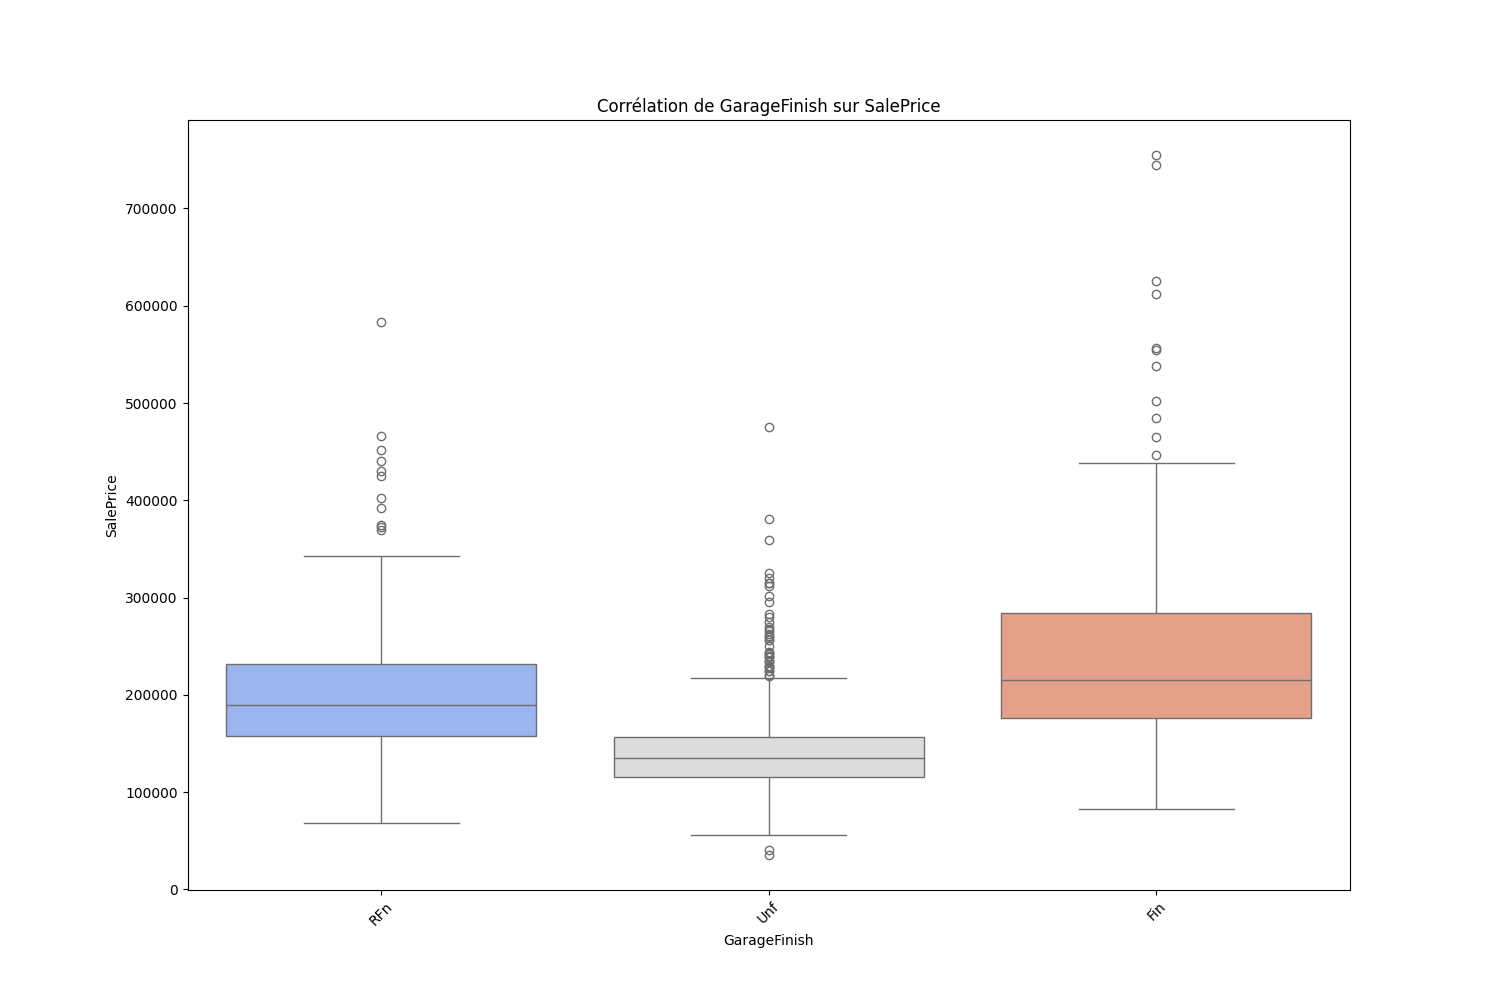 Corrélation de GarageFinish sur SalePrice
SalePrice
700000
600000
500000
400000
300000
200000
100000
0
RFn
Unf
Fin
GarageFinish